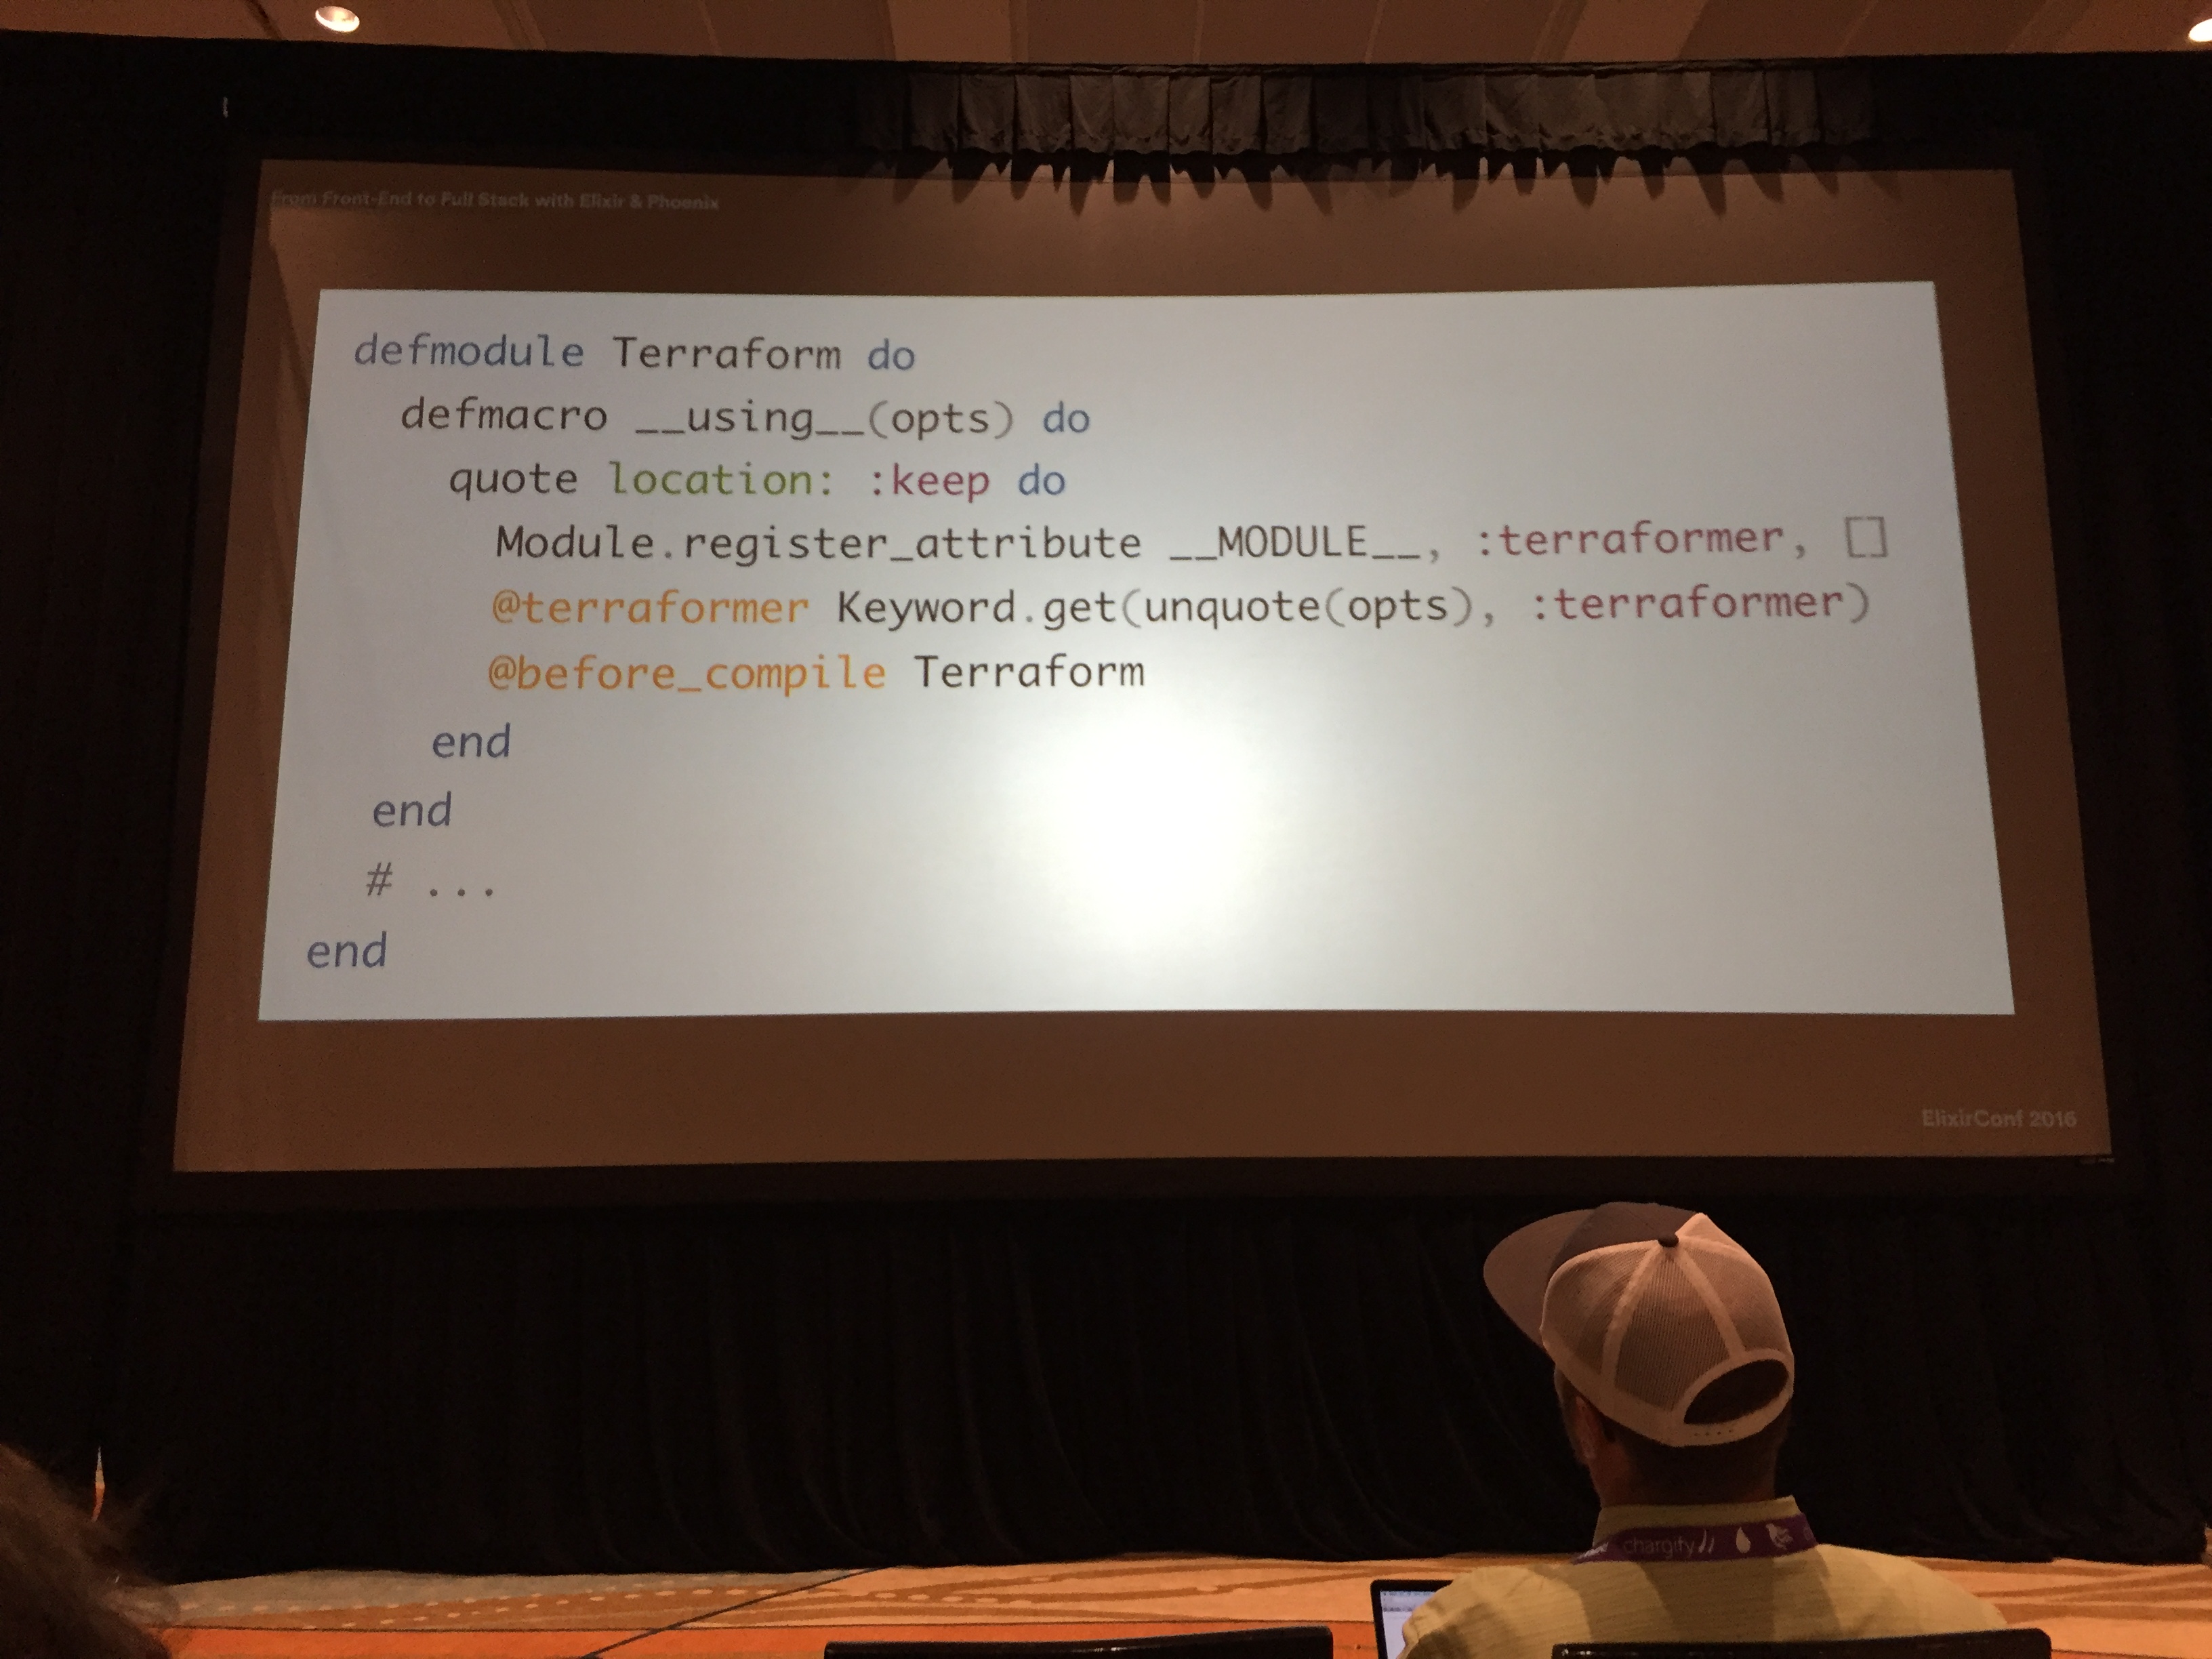 From Front-End to Full Stack with Elixir & Phoenix
defmodule Terraform do
defmacro __using__(opts) do
quote location: :keep do
Module.register_attribute __MODULE__, :terraformer, []
@terraformer Keyword.get(unquote(opts), :terraformer)
@before_compile Terraform
end
end
# ...
end
ElixirConf 2016
chargify